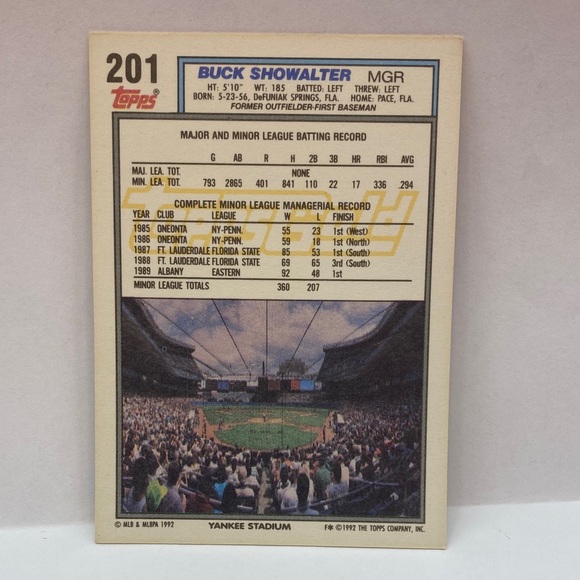 201
Topps®
BUCK SHOWALTER MGR
HT: 5'10" WT: 185 BATTED: LEFT THREW: LEFT
BORN: 5-23-56, DeFUNIAK SPRINGS, FLA. HOME: PACE, FLA.
FORMER OUTFIELDER-FIRST BASEMAN
MAJOR AND MINOR LEAGUE BATTING RECORD
G AB R H 2B 3B HR RBI AVG
MAJ. LEA. TOT. NONE
MIN. LEA. TOT. 793 2865 401 841 110 22 17 336 .294
ToppsGold
COMPLETE MINOR LEAGUE MANAGERIAL RECORD
YEAR CLUB LEAGUE W L FINISH
1985 ONEONTA NY-PENN. 55 23 1st (West)
1986 ONEONTA NY-PENN. 59 18 1st (North)
1987 FT. LAUDERDALE FLORIDA STATE 85 53 1st (South)
1988 FT. LAUDERDALE FLORIDA STATE 69 65 3rd (South)
1989 ALBANY EASTERN 92 48 1st
MINOR LEAGUE TOTALS 360 207
© MLB & MLBPA 1992 YANKEE STADIUM F* © 1992 THE TOPPS COMPANY, INC.